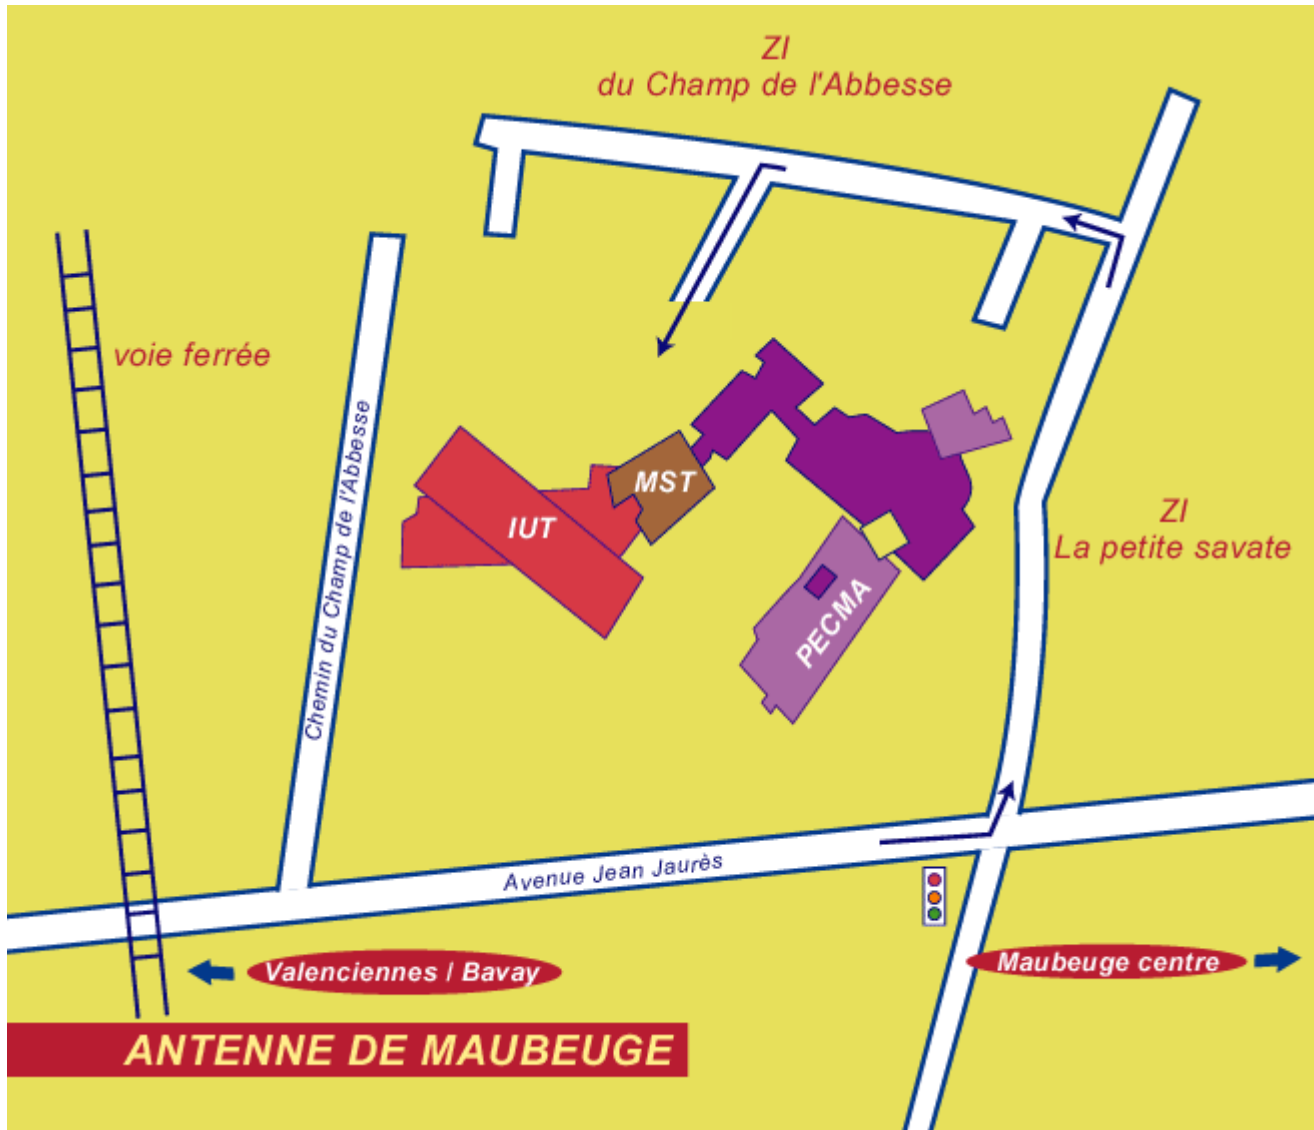 ZI
du Champ de l'Abbesse
voie ferrée
Chemin du Champ de l'Abbesse
MST
IUT
ZI
La petite savate
PECMA
Avenue Jean Jaurès
Valenciennes / Bavay
Maubeuge centre
ANTENNE DE MAUBEUGE